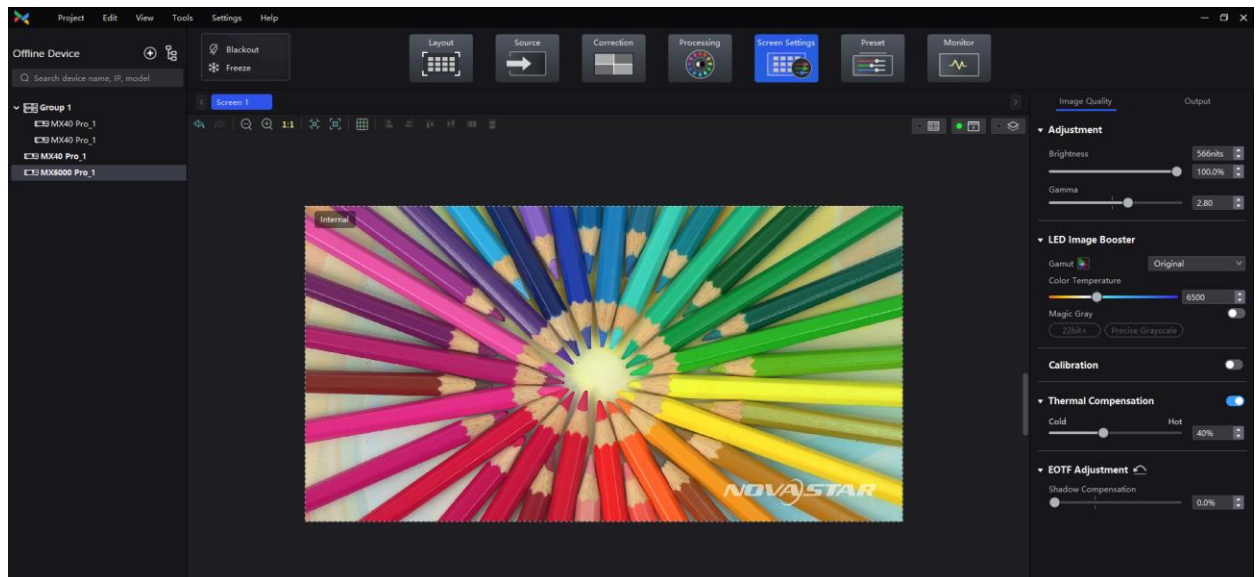 Project Edit View Tools Settings Help
Offline Device
Search device name, IP, model
Group 1
MX40 Pro_1
MX40 Pro_1
MX40 Pro_1
MX6000 Pro_1
Blackout
Freeze
Layout
Source
Correction
Processing
Screen Settings
Preset
Monitor
Screen 1
1:1
Internal
NOVASTAR
Image Quality Output
Adjustment
Brightness 566nits
100.0%
Gamma
2.80
LED Image Booster
Gamut Original
Color Temperature
6500
Magic Gray
22bit+ Precise Grayscale
Calibration
Thermal Compensation
Cold Hot
40%
EOTF Adjustment
Shadow Compensation
0.0%